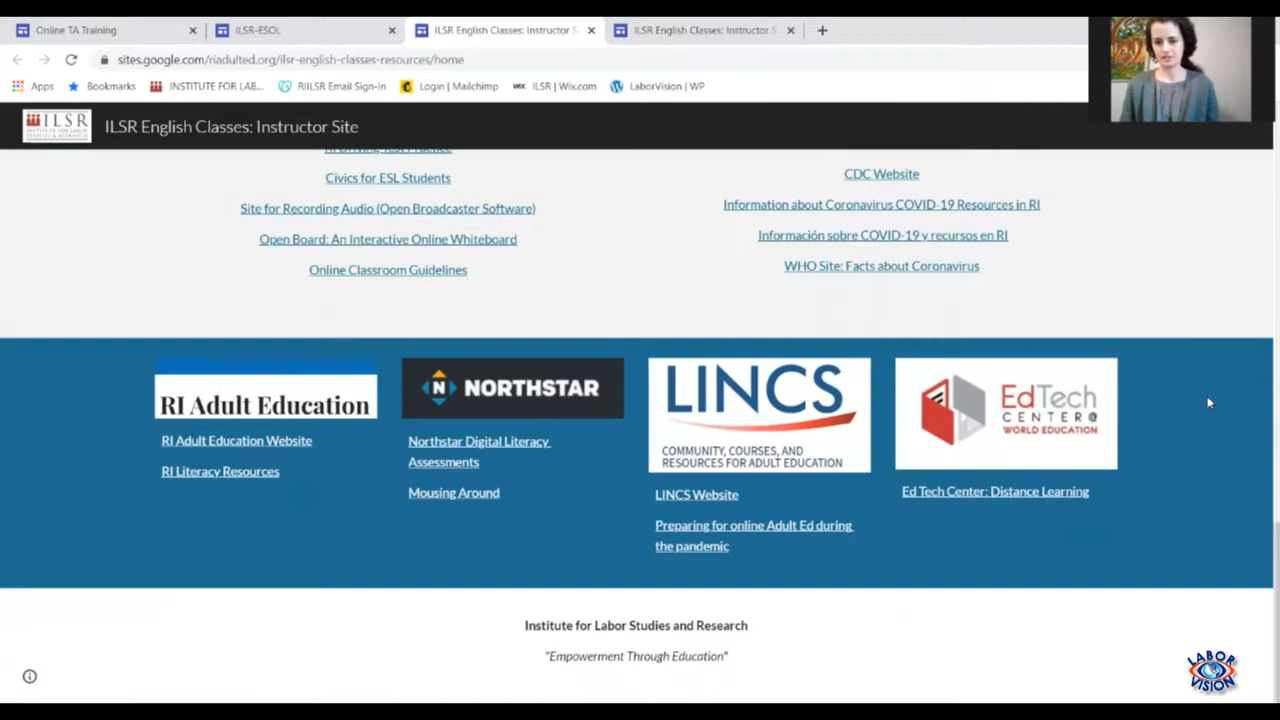 Online TA Training
ILSR-ESOL
ILSR English Classes: Instructor S
ILSR English Classes: Instructor S
sites.google.com/riadulted.org/ilsr-english-classes-resources/home
Apps
Bookmarks
INSTITUTE FOR LAB...
RIILSR Email Sign-In
Login | Mailchimp
WIX
ILSR | Wix.com
LaborVision | WP
ILSR
INSTITUTE FOR LABOR
ILSR English Classes: Instructor Site
Civics for ESL Students
Site for Recording Audio (Open Broadcaster Software)
Open Board: An Interactive Online Whiteboard
Online Classroom Guidelines
CDC Website
Information about Coronavirus COVID-19 Resources in RI
Información sobre COVID-19 y recursos en RI
WHO Site: Facts about Coronavirus
RI Adult Education
RI Adult Education Website
RI Literacy Resources
N NORTHSTAR
Northstar Digital Literacy
Assessments
Mousing Around
LINCS
COMMUNITY, COURSES, AND
RESOURCES FOR ADULT EDUCATION
LINCS Website
Preparing for online Adult Ed during
the pandemic
EdTech
CENTER@
WORLD EDUCATION
Ed Tech Center: Distance Learning
Institute for Labor Studies and Research
"Empowerment Through Education"
LABOR
VISION